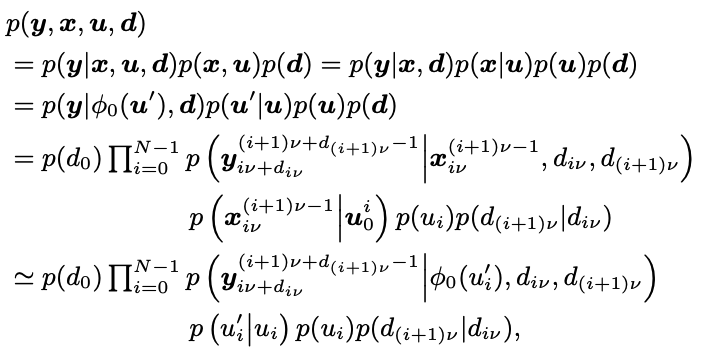 p(y, x, u, d)
= p(y|x, u, d)p(x, u)p(d) = p(y|x, d)p(x|u)p(u)p(d)
= p(y|ϕ_0(u′), d)p(u′|u)p(u)p(d)
= p(d_0) ∏_{i=0}^{N−1} p(y_{iν+d_{iν}}^{(i+1)ν+d_{(i+1)ν}−1}|x_{iν}^{(i+1)ν−1}, d_{iν}, d_{(i+1)ν})
p(x_{iν}^{(i+1)ν−1}|u_0^i) p(u_i)p(d_{(i+1)ν}|d_{iν})
≃ p(d_0) ∏_{i=0}^{N−1} p(y_{iν+d_{iν}}^{(i+1)ν+d_{(i+1)ν}−1}|ϕ_0(u′_i), d_{iν}, d_{(i+1)ν})
p(u′_i|u_i) p(u_i)p(d_{(i+1)ν}|d_{iν}),